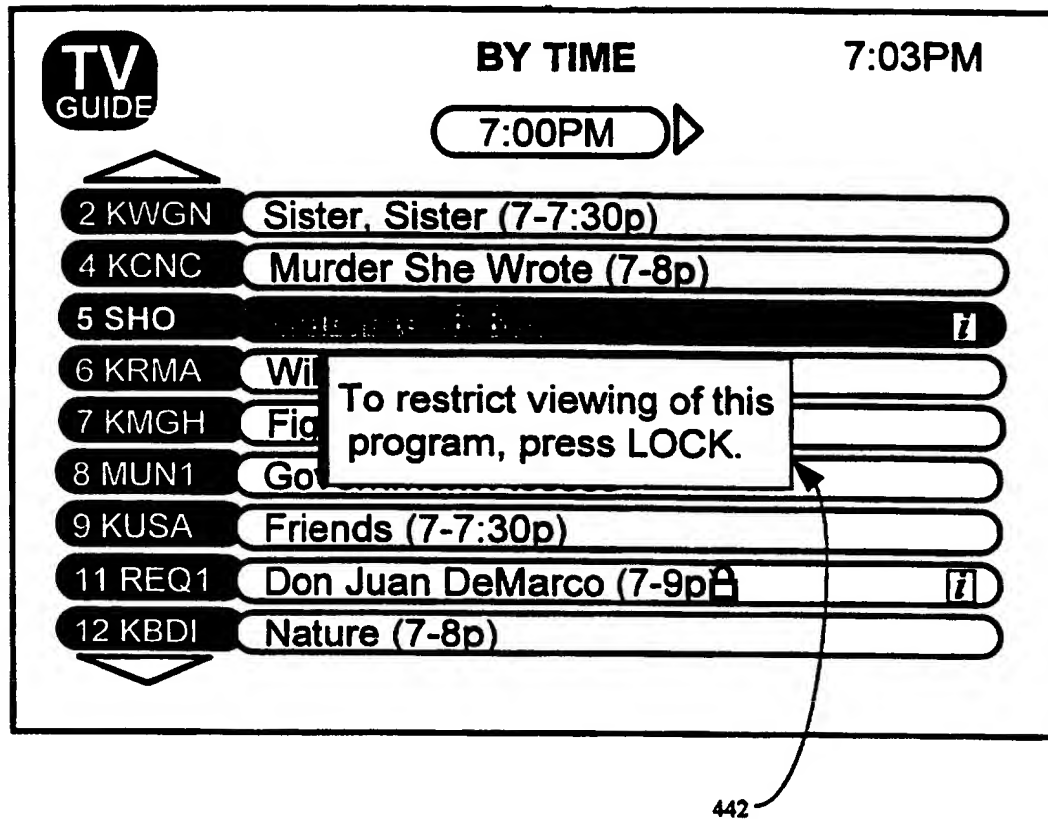 TV
GUIDE
BY TIME
7:03PM
7:00PM
2 KWGN Sister, Sister (7-7:30p)
4 KCNC Murder She Wrote (7-8p)
5 SHO i
6 KRMA Wil
7 KMGH Fig
8 MUN1
To restrict viewing of this
program, press LOCK.
9 KUSA Friends (7-7:30p)
11 REQ1 Don Juan DeMarco (7-9p i
12 KBDI Nature (7-8p)
442